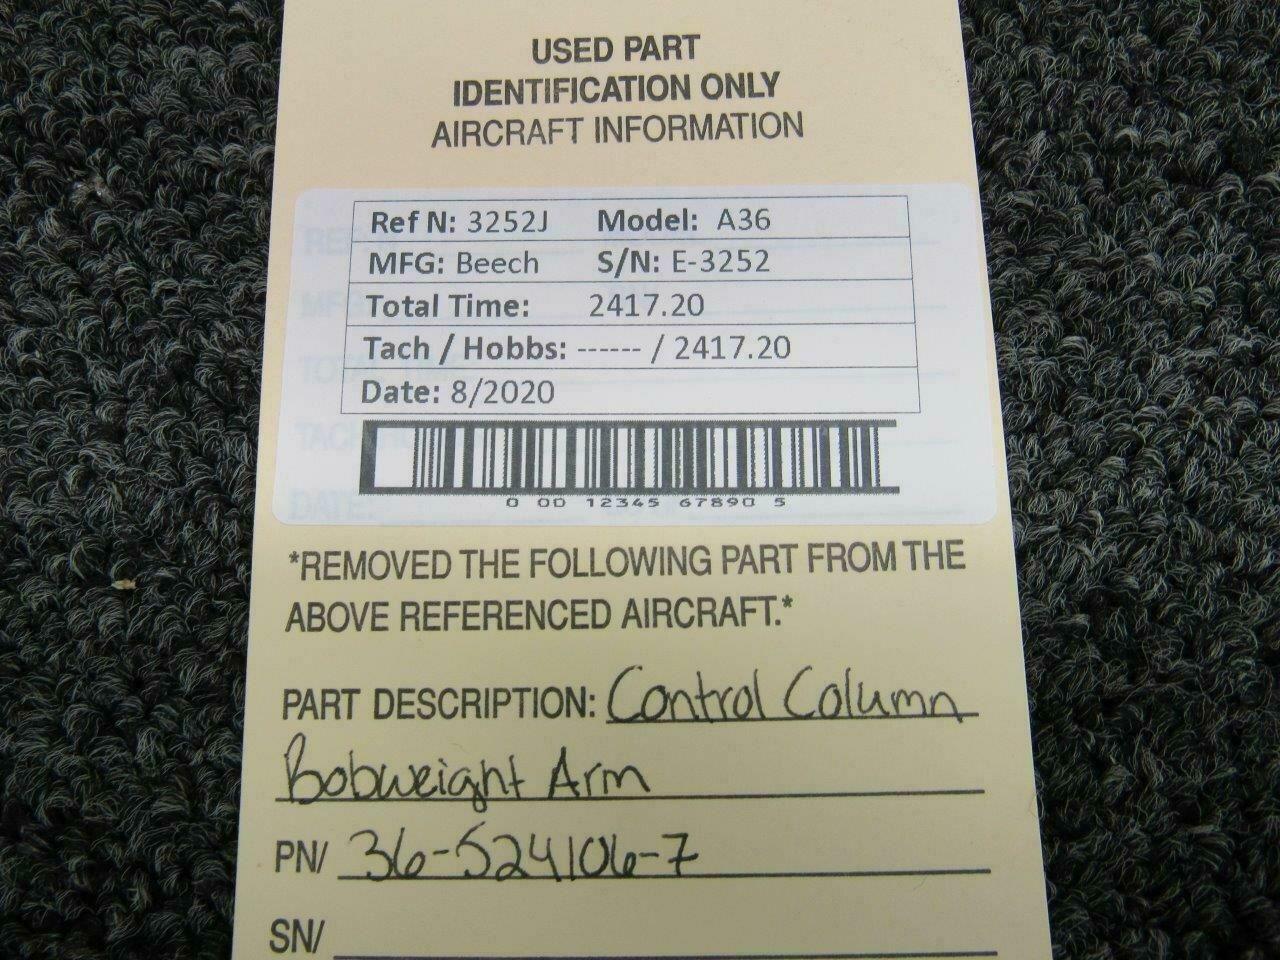 USED PART
IDENTIFICATION ONLY
AIRCRAFT INFORMATION
Ref N: 3252J Model: A36
MFG: Beech S/N: E-3252
Total Time: 2417.20
Tach / Hobbs: ------ / 2417.20
Date: 8/2020
0 00 12345 67890 5
*REMOVED THE FOLLOWING PART FROM THE
ABOVE REFERENCED AIRCRAFT.*
PART DESCRIPTION: Control Column
Bobweight Arm
PN/ 36-524106-7
SN/